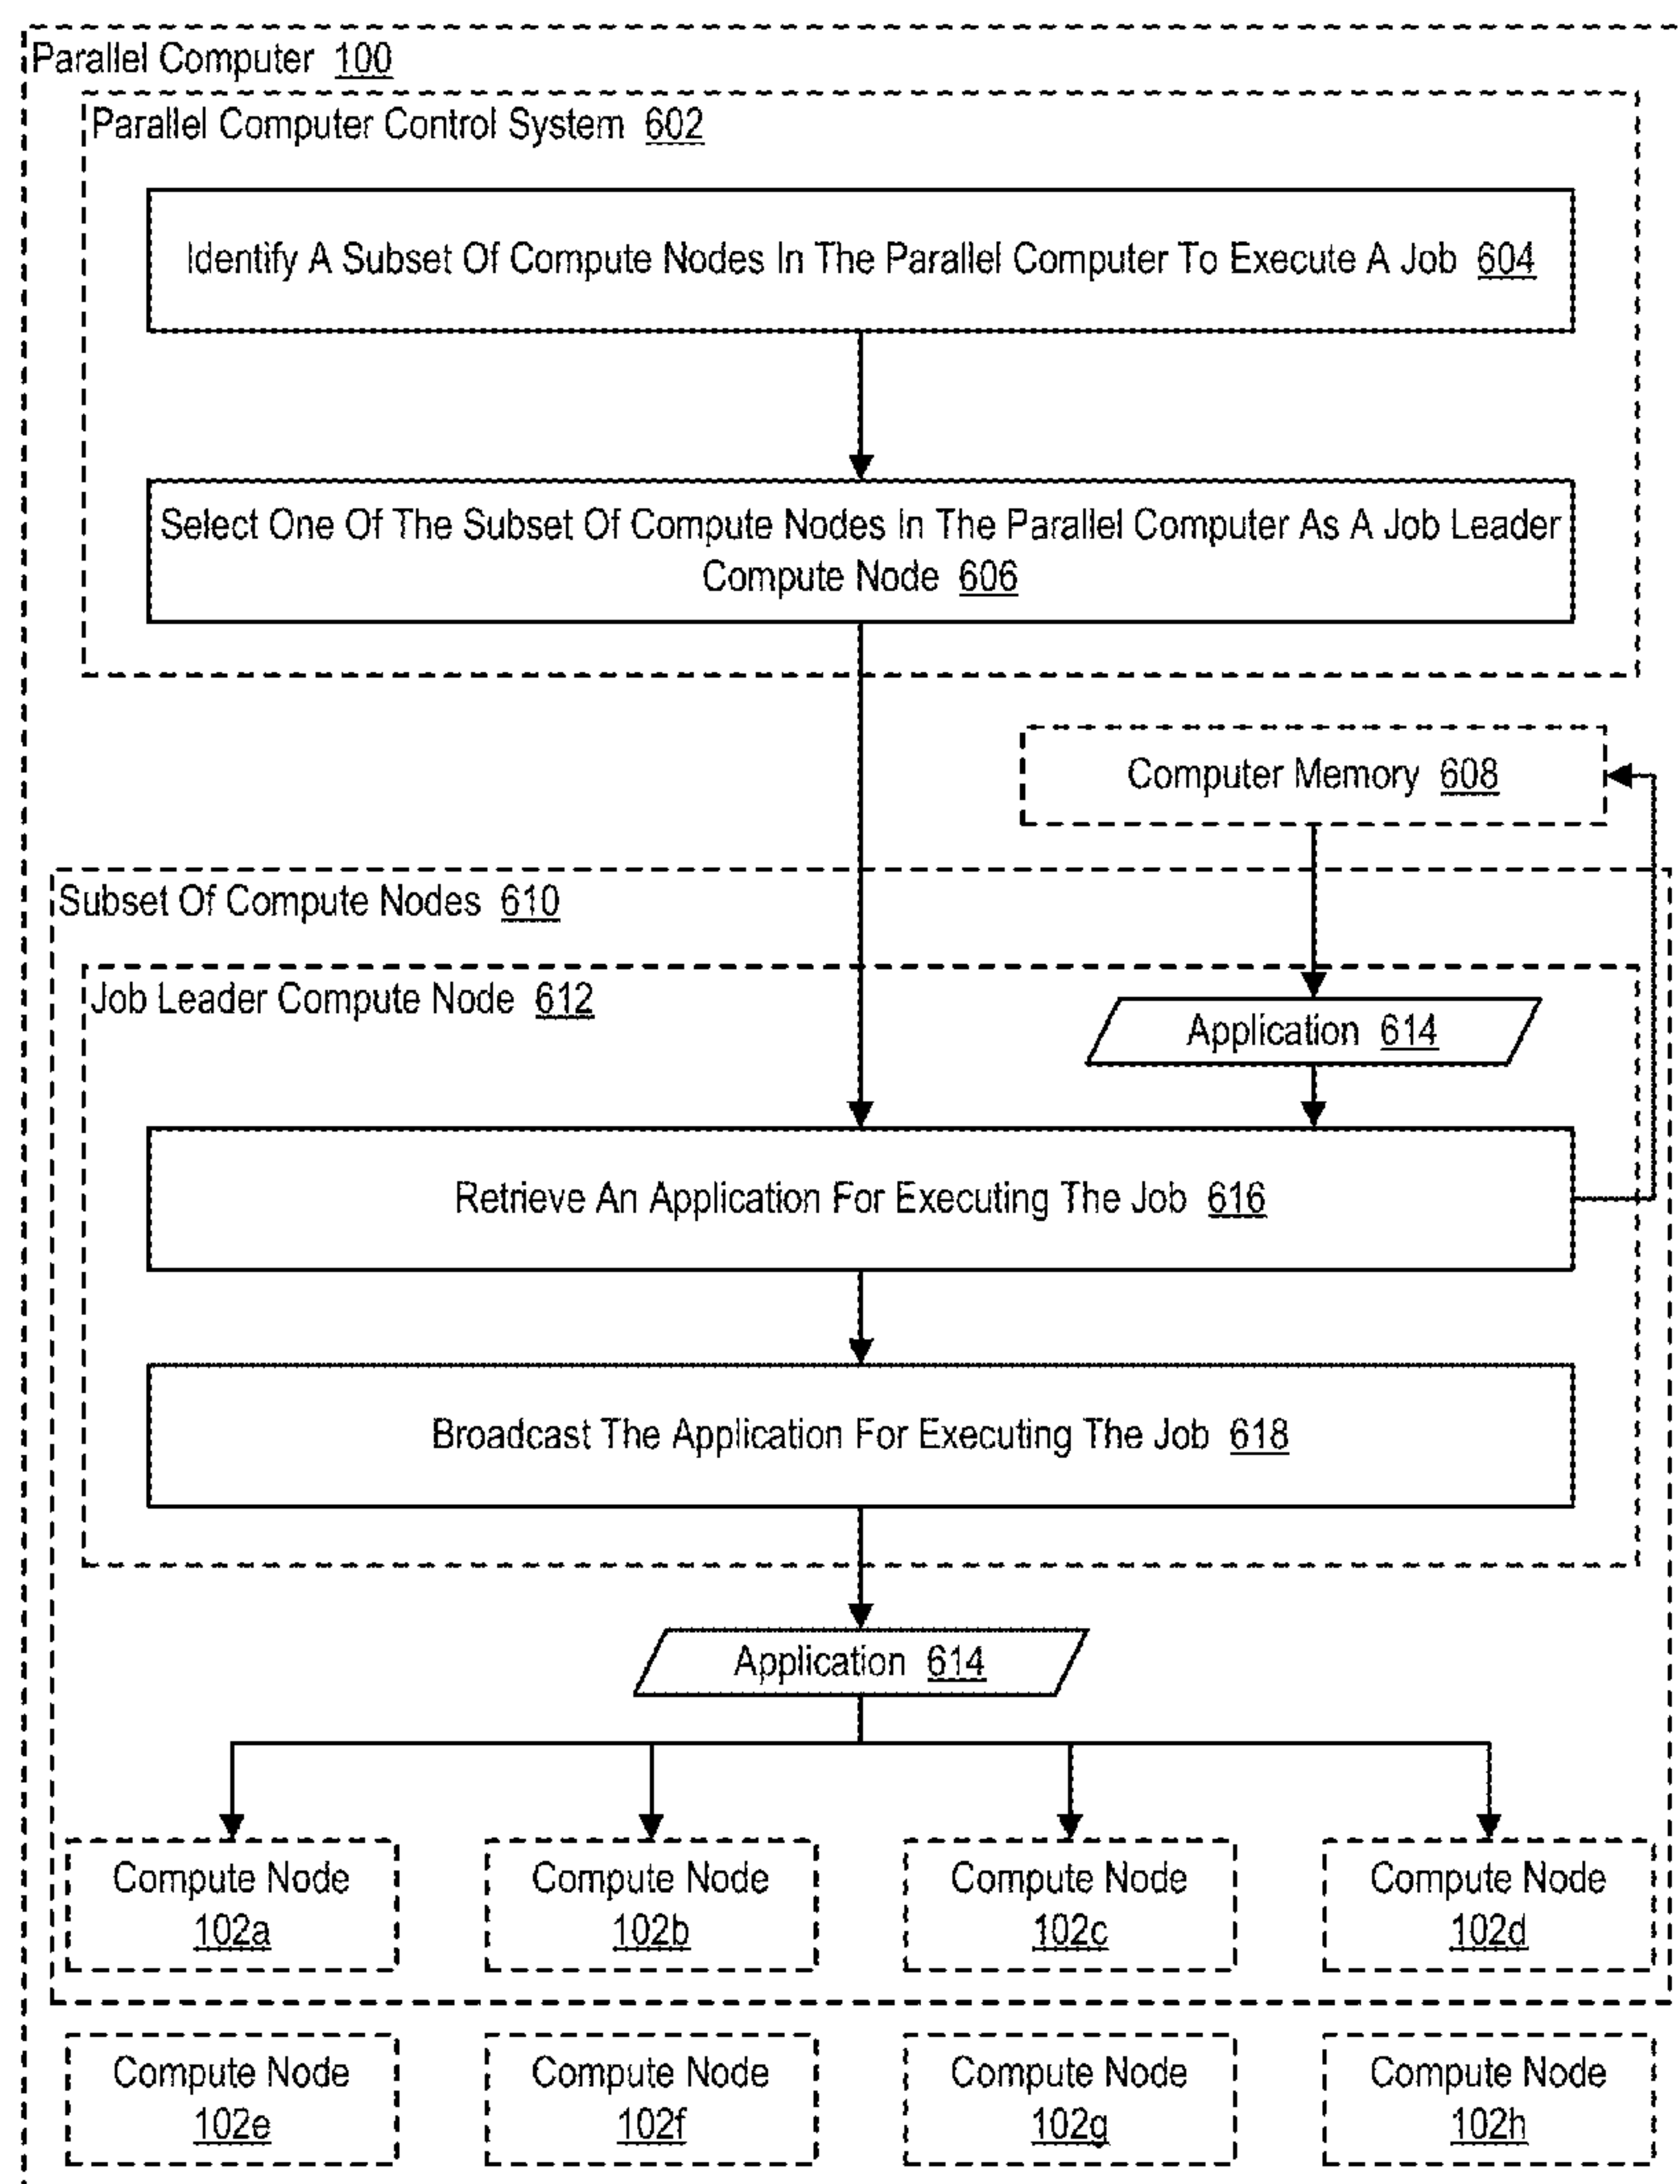 Parallel Computer 100
Parallel Computer Control System 602
Identify A Subset Of Compute Nodes In The Parallel Computer To Execute A Job 604
Select One Of The Subset Of Compute Nodes In The Parallel Computer As A Job Leader
Compute Node 606
Computer Memory 608
Subset Of Compute Nodes 610
Job Leader Compute Node 612
Application 614
Retrieve An Application For Executing The Job 616
Broadcast The Application For Executing The Job 618
Application 614
Compute Node
102a
Compute Node
102b
Compute Node
102c
Compute Node
102d
Compute Node
102e
Compute Node
102f
Compute Node
102g
Compute Node
102h